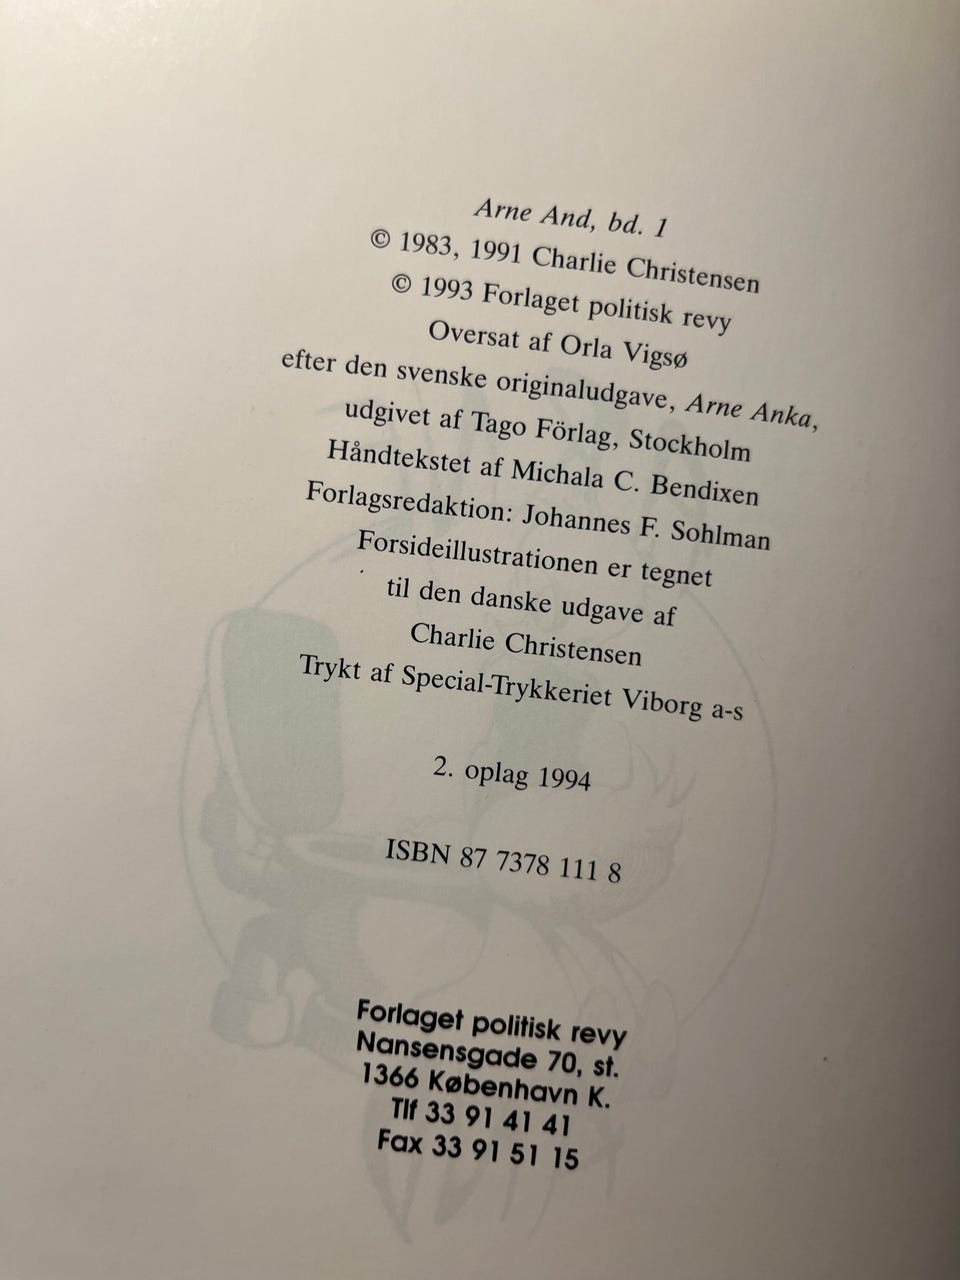 Arne And, bd. 1
© 1983, 1991 Charlie Christensen
© 1993 Forlaget politisk revy
Oversat af Orla Vigsø
efter den svenske originaludgave, Arne Anka,
udgivet af Tago Förlag, Stockholm
Håndtekstet af Michala C. Bendixen
Forlagsredaktion: Johannes F. Sohlman
Forsideillustrationen er tegnet
til den danske udgave af
Charlie Christensen
Trykt af Special-Trykkeriet Viborg a-s
2. oplag 1994
ISBN 87 7378 111 8
Forlaget politisk revy
Nansensgade 70, st.
1366 København K.
Tlf 33 91 41 41
Fax 33 91 51 15